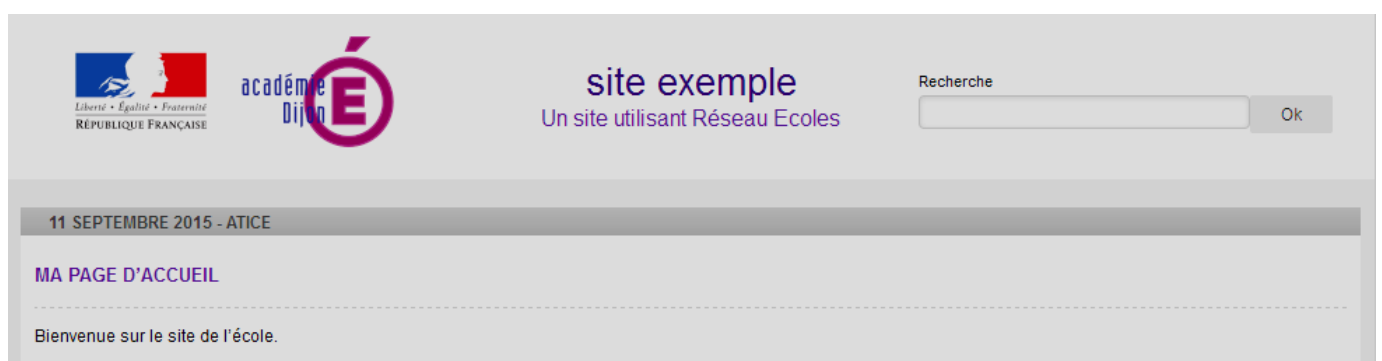 Liberté • Égalité • Fraternité
RÉPUBLIQUE FRANÇAISE
académie
Dijon
É
site exemple
Un site utilisant Réseau Ecoles
Recherche
Ok
11 SEPTEMBRE 2015 - ATICE
MA PAGE D'ACCUEIL
Bienvenue sur le site de l'école.